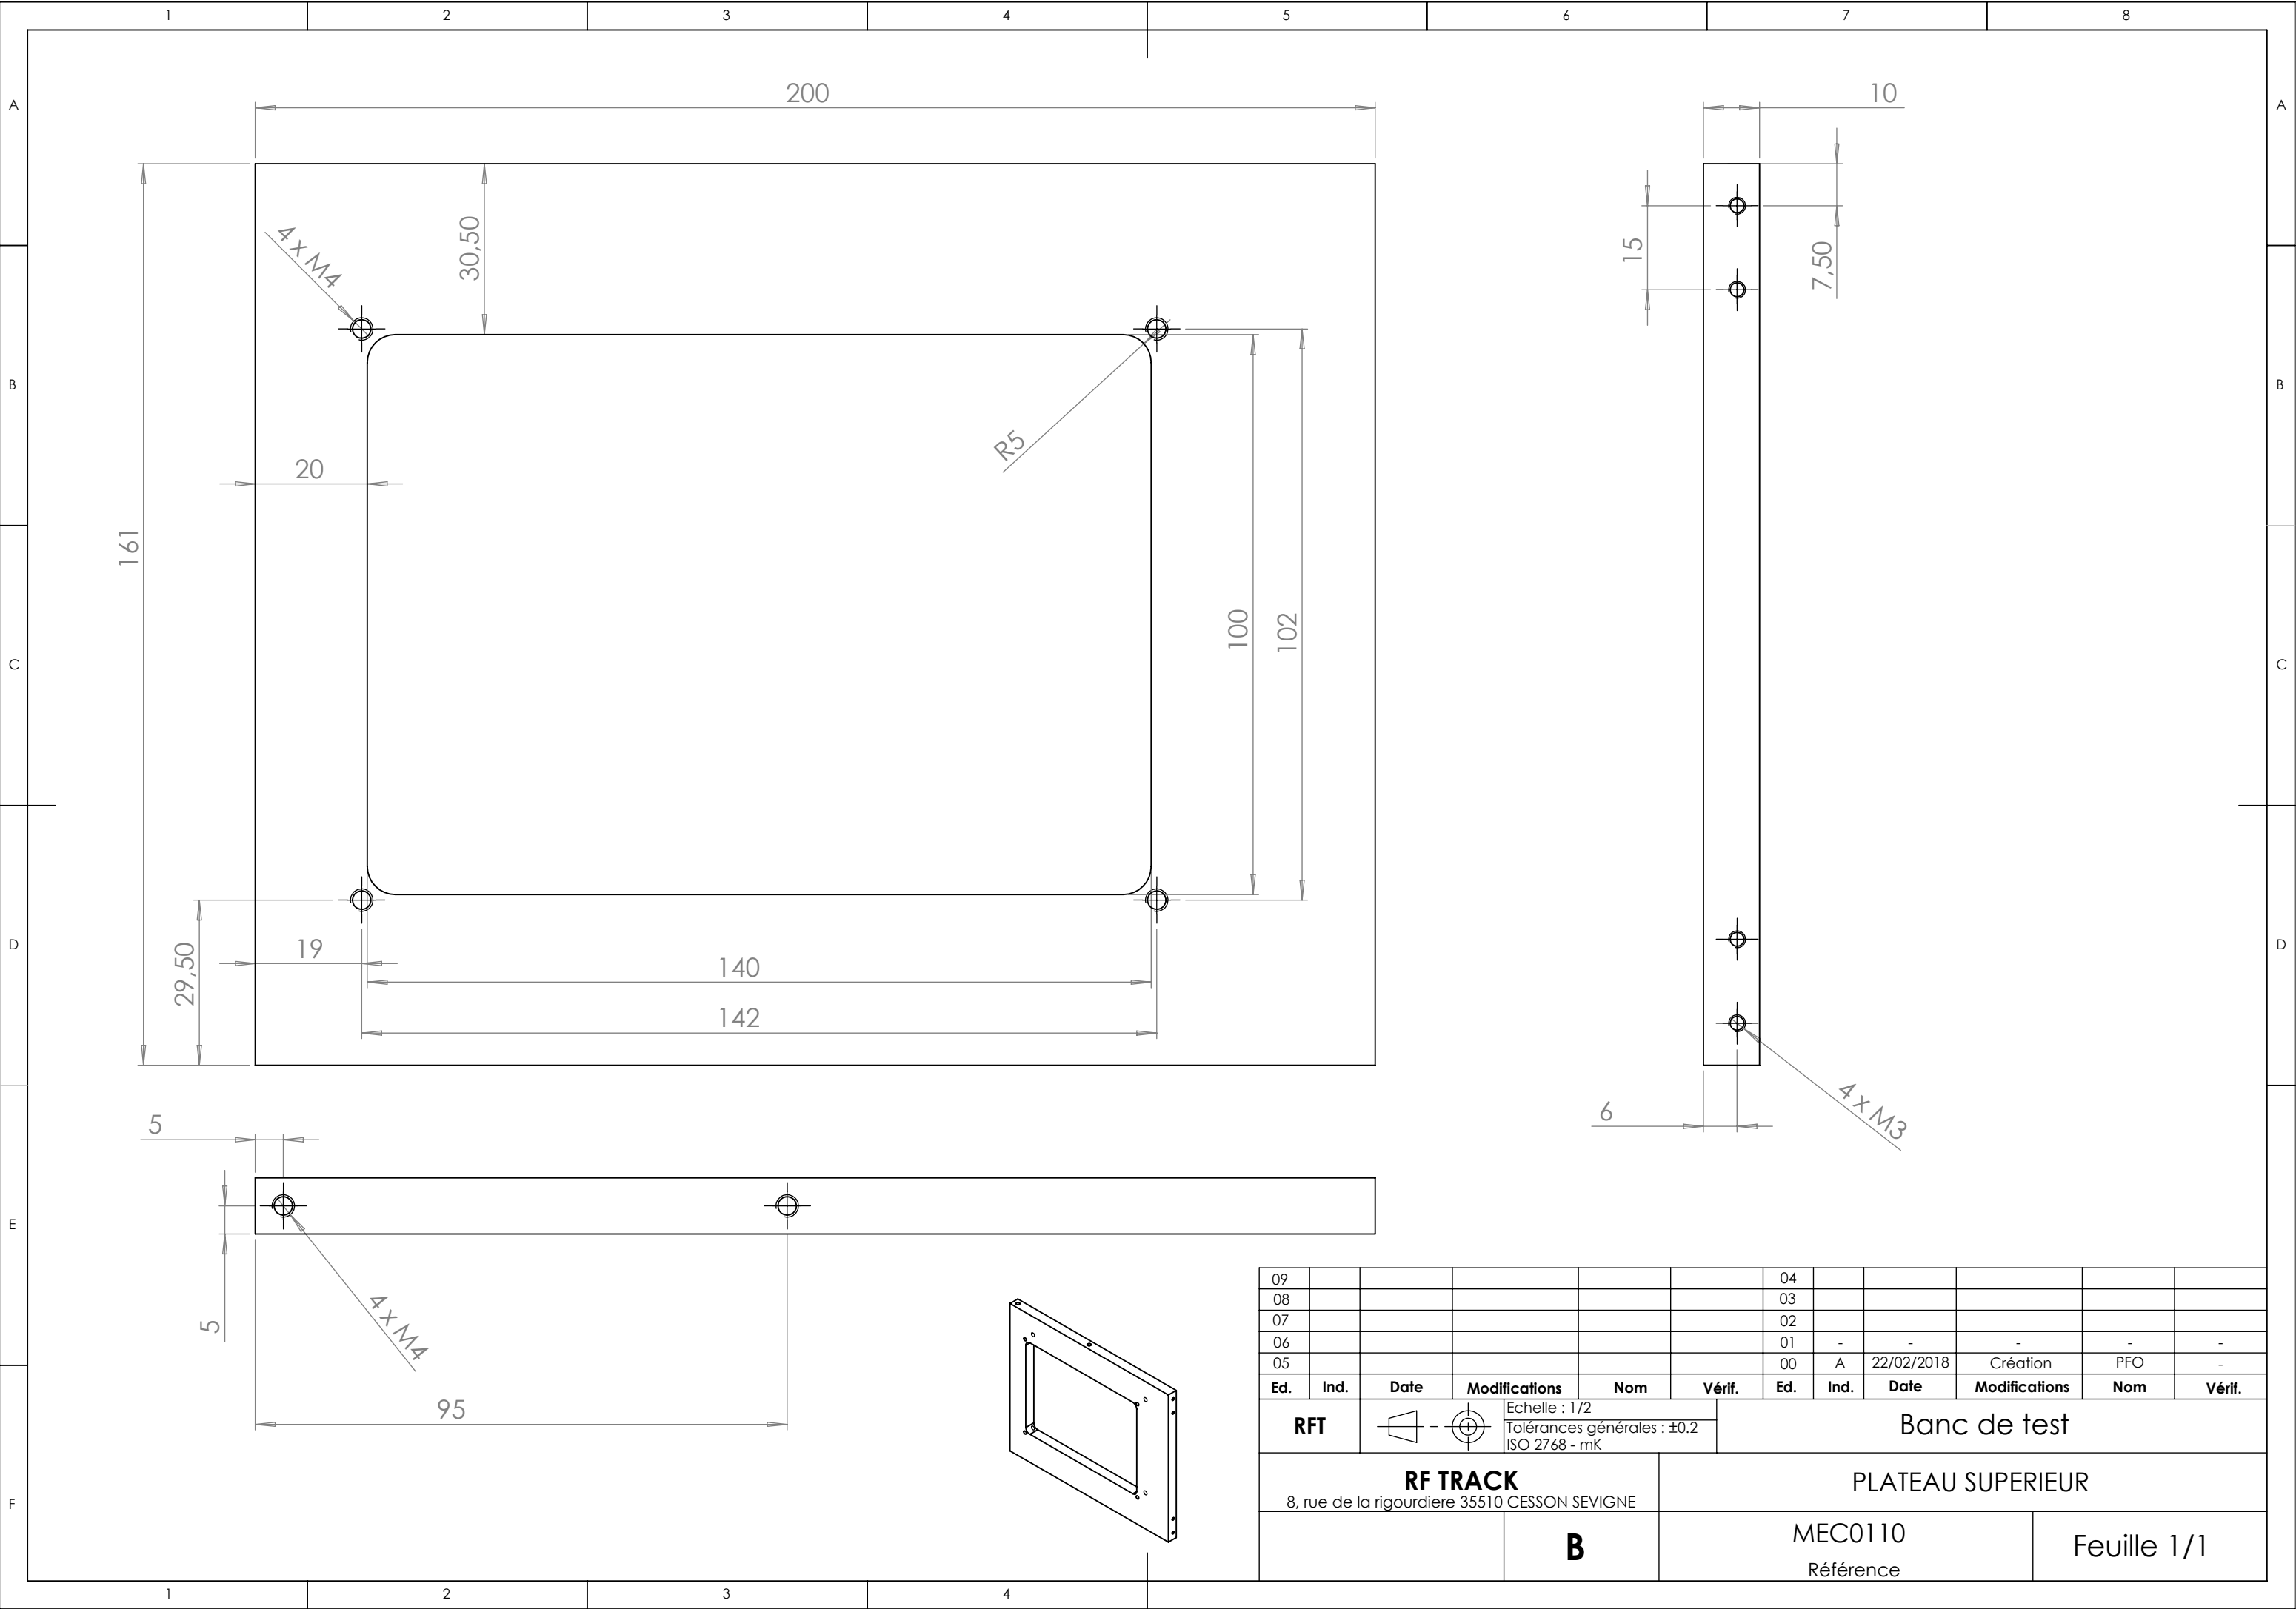 1 2 3 4 5 6 7 8
A A
B B
C C
D D
E
F
200
10
161
30,50
4 x M4
20
R5
100
102
29,50
19
140
142
15
7,50
6
4 x M3
5
5
4 x M4
95
09 04
08 03
07 02
06 01 - - - - -
05 00 A 22/02/2018 Création PFO -
Ed. Ind. Date Modifications Nom Vérif. Ed. Ind. Date Modifications Nom Vérif.
RFT
Echelle : 1/2
Tolérances générales : ±0.2
ISO 2768 - mK
Banc de test
RF TRACK
8, rue de la rigourdiere 35510 CESSON SEVIGNE
PLATEAU SUPERIEUR
B
MEC0110
Référence
Feuille 1/1
1 2 3 4